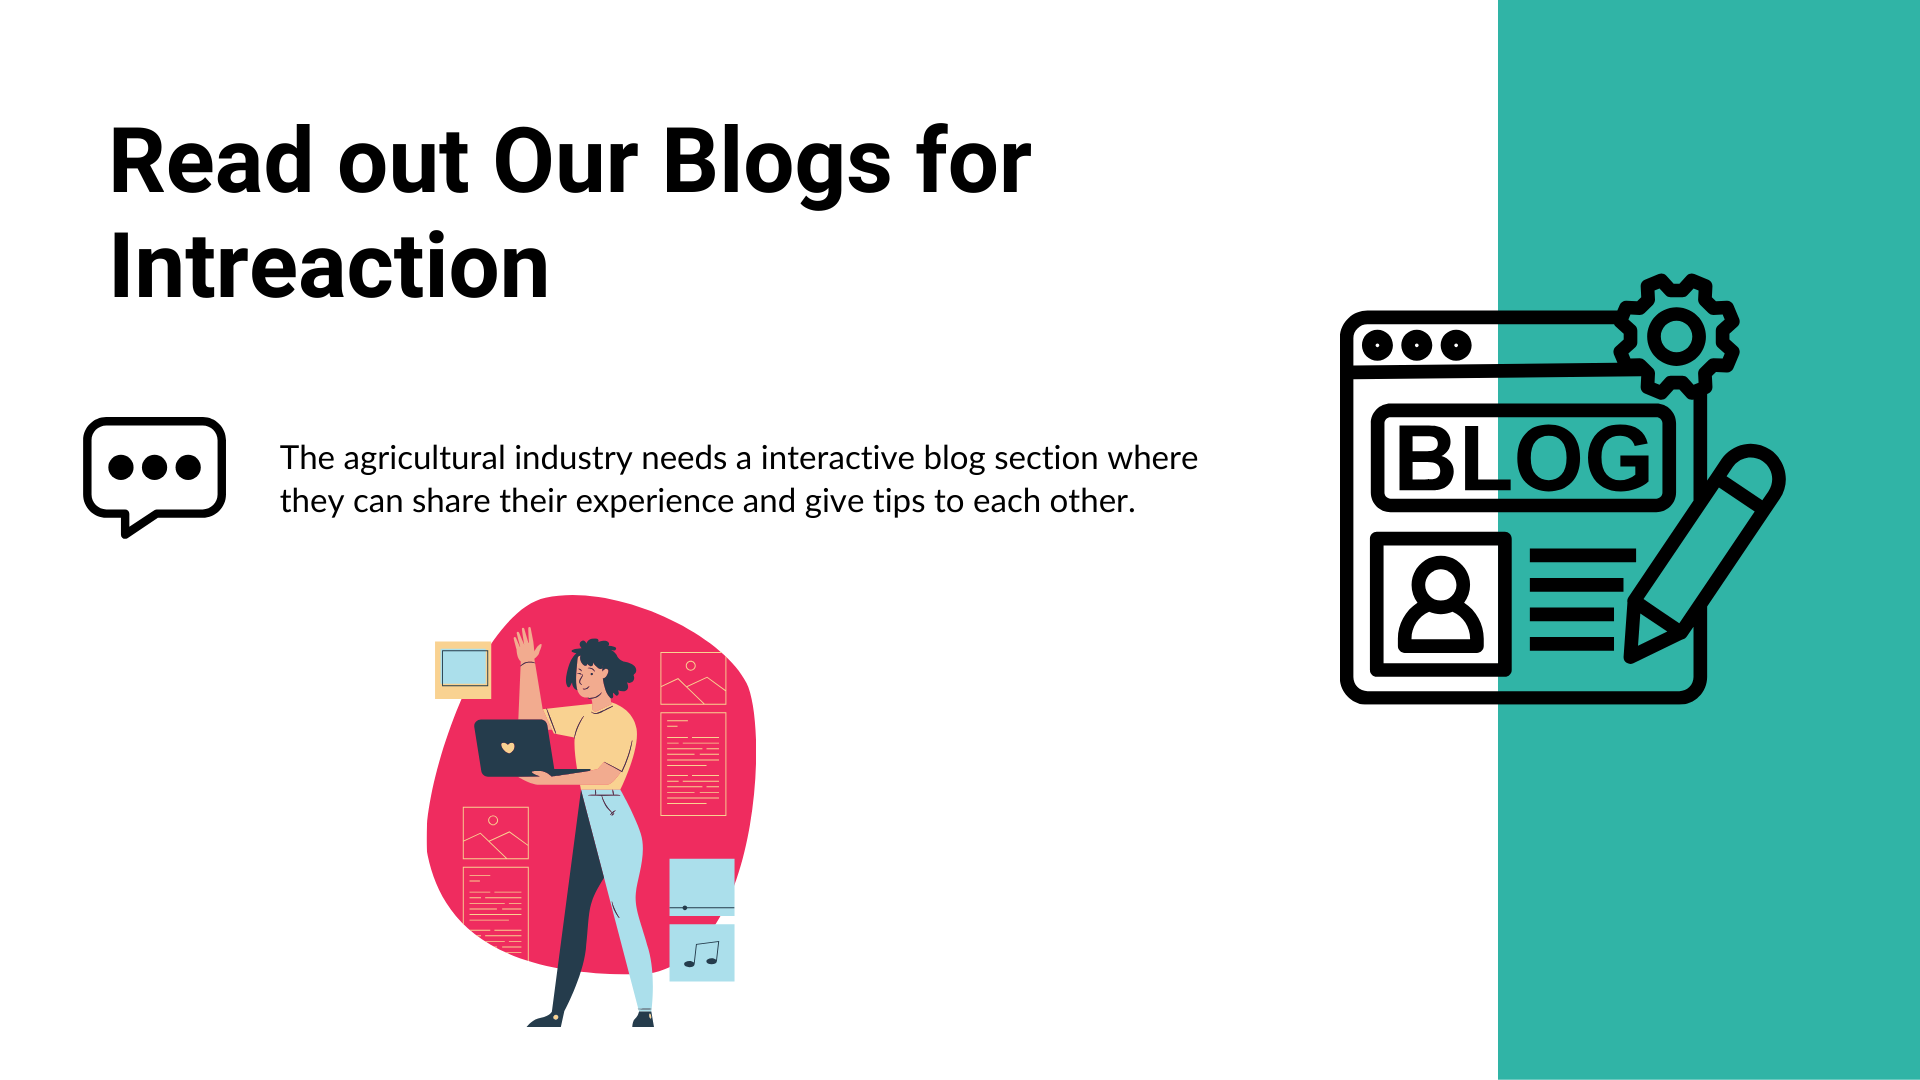 Read out Our Blogs for
Intreaction
The agricultural industry needs a interactive blog section where
they can share their experience and give tips to each other.
BLOG